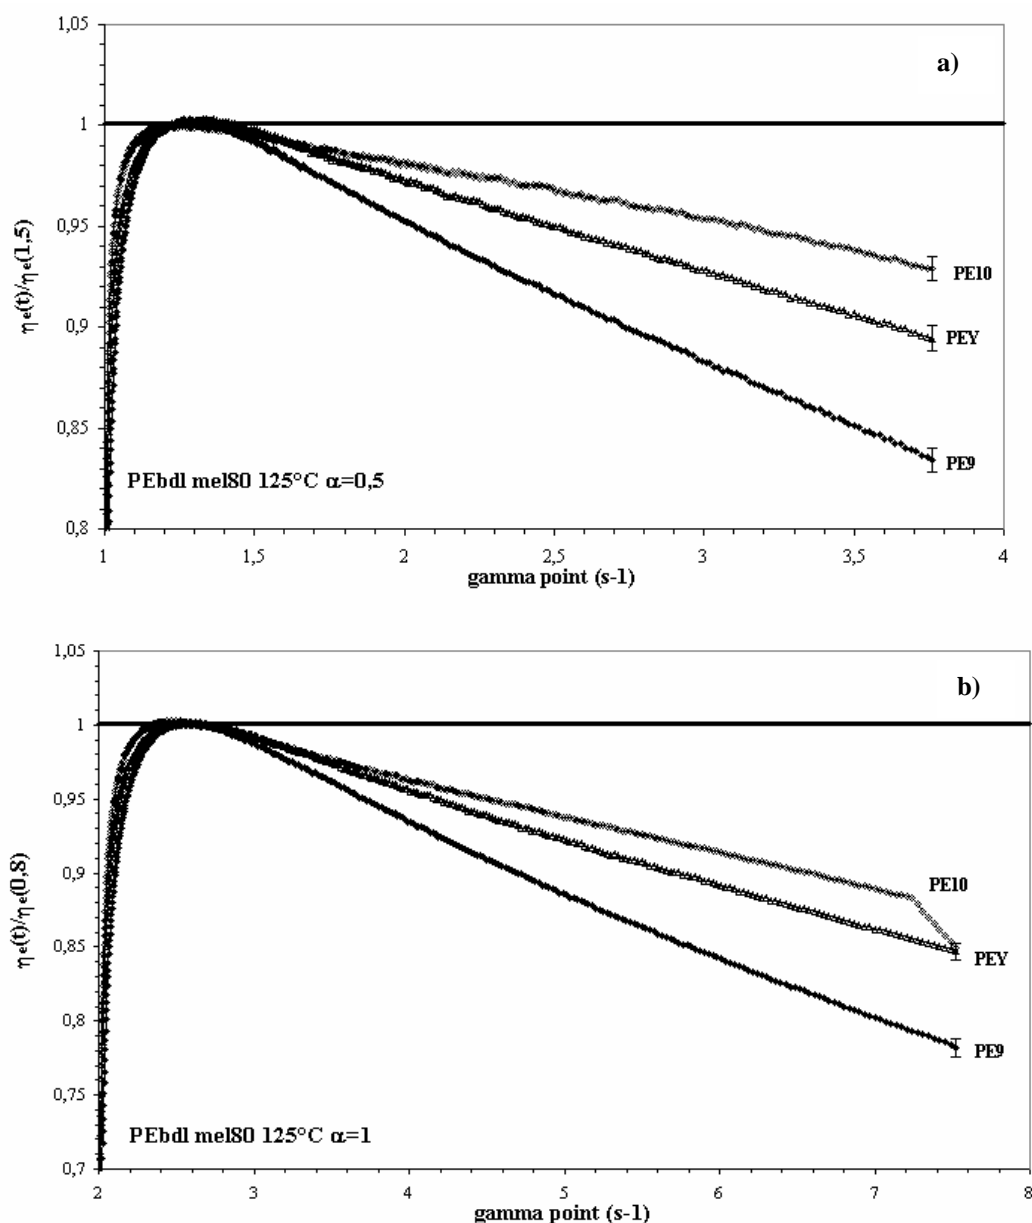 a)
1,05
1
0,95
0,9
0,85
0,8
ηe(t)/ηe(1,5)
PE10
PEY
PE9
PEbdl mel80 125°C α=0,5
1 1,5 2 2,5 3 3,5 4
gamma point (s-1)
b)
1,05
1
0,95
0,9
0,85
0,8
0,75
0,7
ηe(t)/ηe(0,8)
PE10
PEY
PE9
PEbdl mel80 125°C α=1
2 3 4 5 6 7 8
gamma point (s-1)